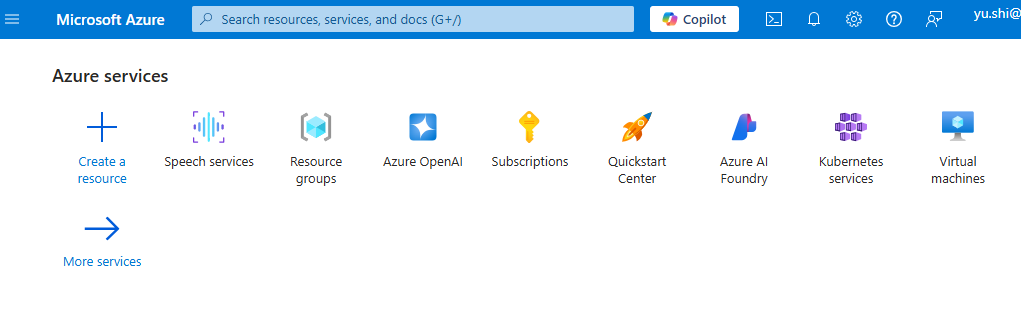 Microsoft Azure
Search resources, services, and docs (G+/)
Copilot
yu.shi@
Azure services
Create a
resource
Speech services
Resource
groups
Azure OpenAI
Subscriptions
Quickstart
Center
Azure AI
Foundry
Kubernetes
services
Virtual
machines
More services